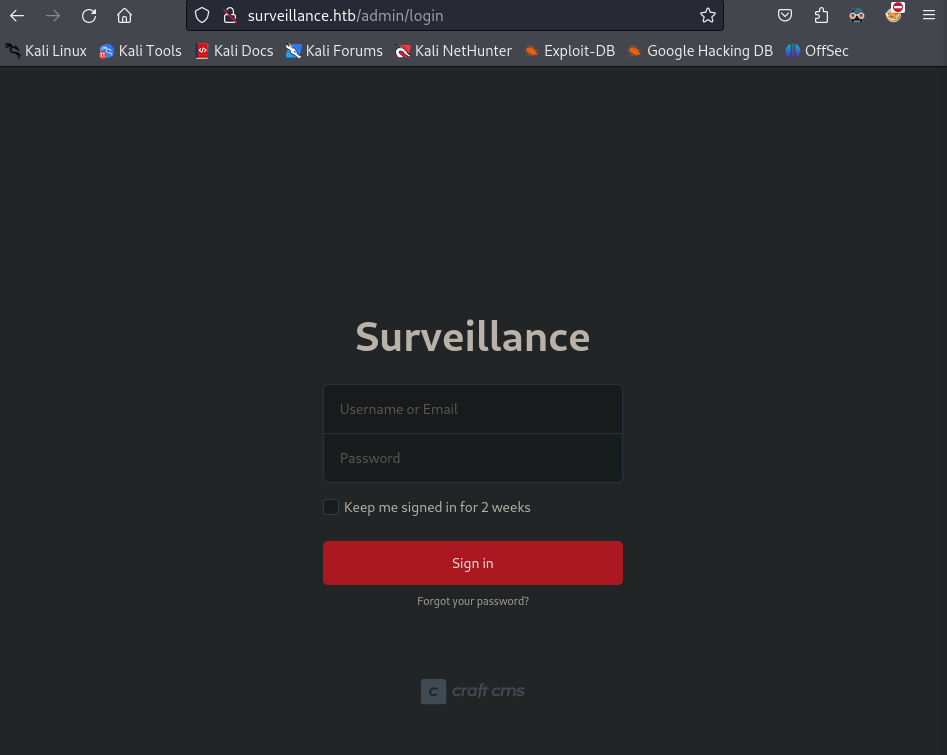 surveillance.htb/admin/login
Kali Linux Kali Tools Kali Docs Kali Forums Kali NetHunter Exploit-DB Google Hacking DB OffSec
Surveillance
Username or Email
Password
Keep me signed in for 2 weeks
Sign in
Forgot your password?
c craft cms